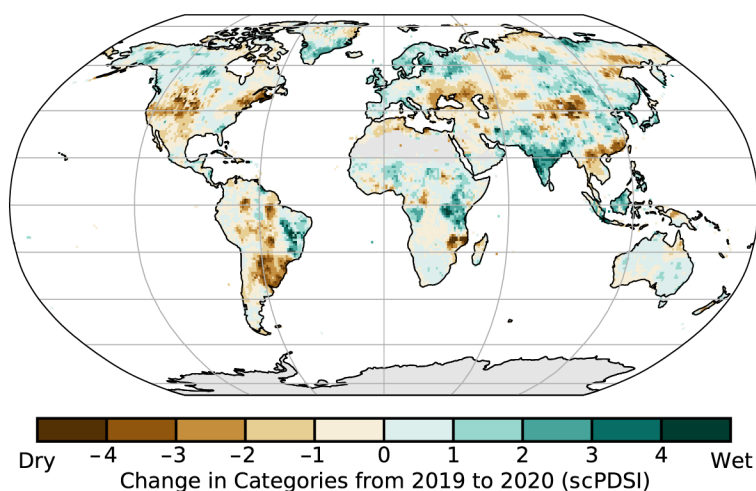 Dry −4 −3 −2 −1 0 1 2 3 4 Wet
Change in Categories from 2019 to 2020 (scPDSI)